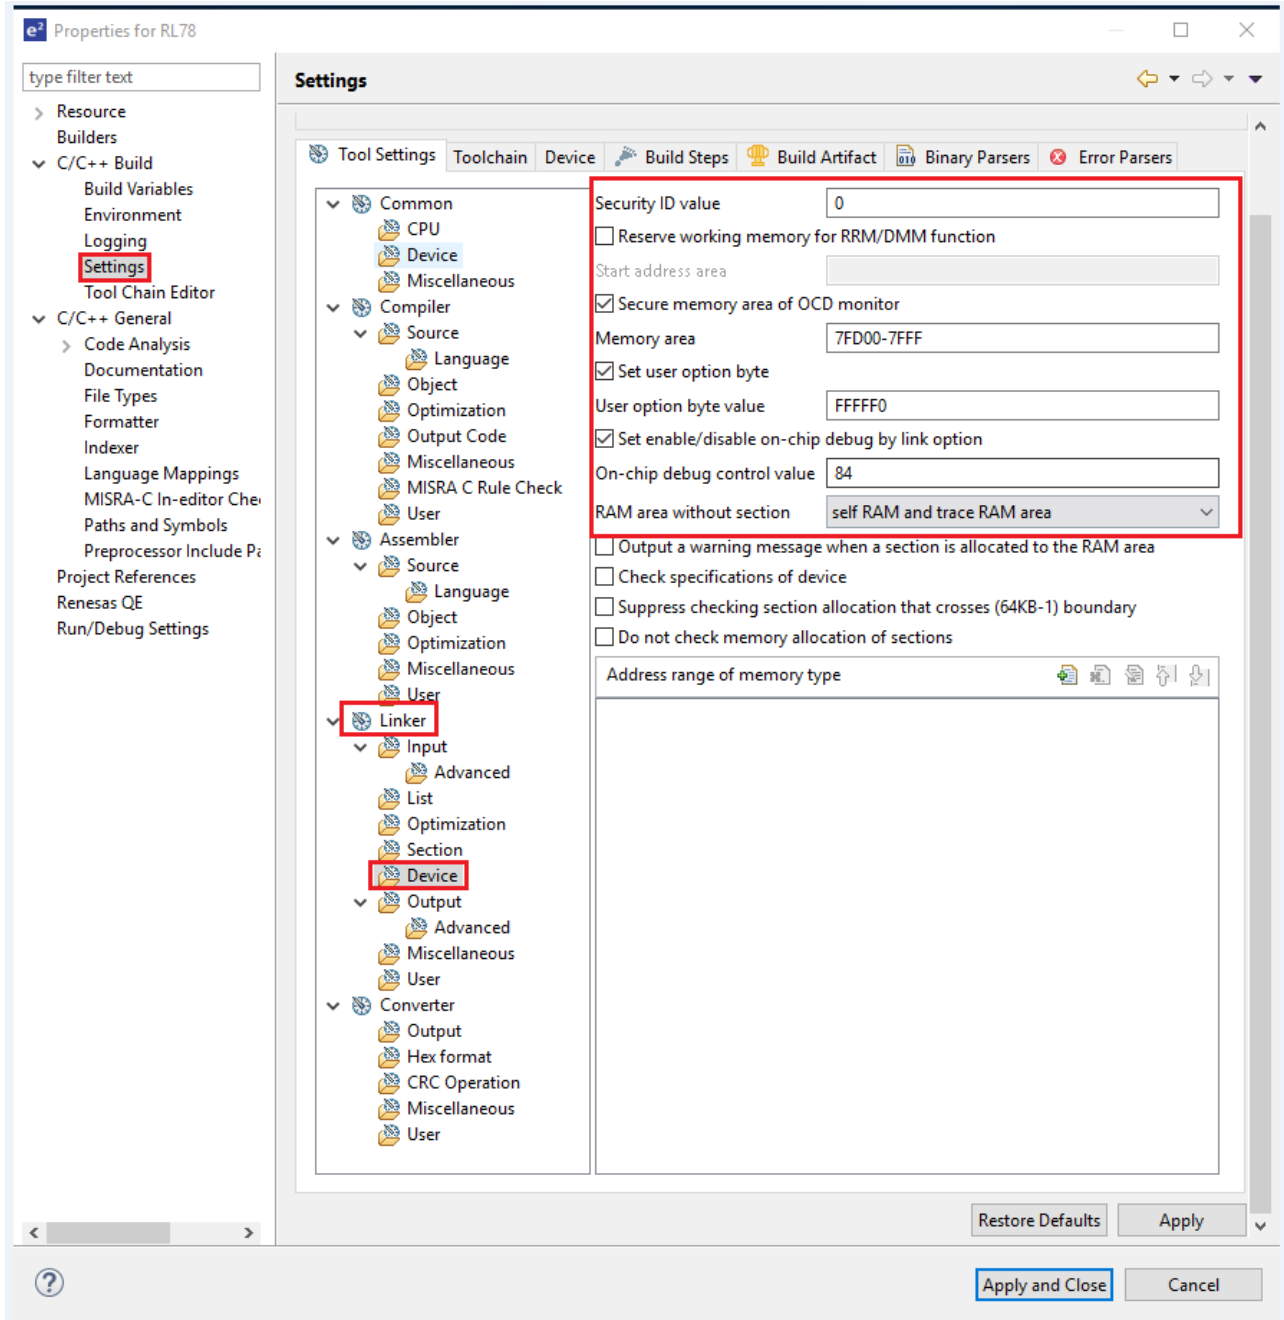 e² Properties for RL78
type filter text
Resource
Builders
C/C++ Build
Build Variables
Environment
Logging
Settings
Tool Chain Editor
C/C++ General
Code Analysis
Documentation
File Types
Formatter
Indexer
Language Mappings
MISRA-C In-editor Che
Paths and Symbols
Preprocessor Include Pa
Project References
Renesas QE
Run/Debug Settings
Settings
Tool Settings Toolchain Device Build Steps Build Artifact Binary Parsers Error Parsers
Common
CPU
Device
Miscellaneous
Compiler
Source
Language
Object
Optimization
Output Code
Miscellaneous
MISRA C Rule Check
User
Assembler
Source
Language
Object
Optimization
Miscellaneous
User
Linker
Input
Advanced
List
Optimization
Section
Device
Output
Advanced
Miscellaneous
User
Converter
Output
Hex format
CRC Operation
Miscellaneous
User
Security ID value 0
Reserve working memory for RRM/DMM function
Start address area
Secure memory area of OCD monitor
Memory area 7FD00-7FFF
Set user option byte
User option byte value FFFFF0
Set enable/disable on-chip debug by link option
On-chip debug control value 84
RAM area without section self RAM and trace RAM area
Output a warning message when a section is allocated to the RAM area
Check specifications of device
Suppress checking section allocation that crosses (64KB-1) boundary
Do not check memory allocation of sections
Address range of memory type
Restore Defaults Apply
Apply and Close Cancel